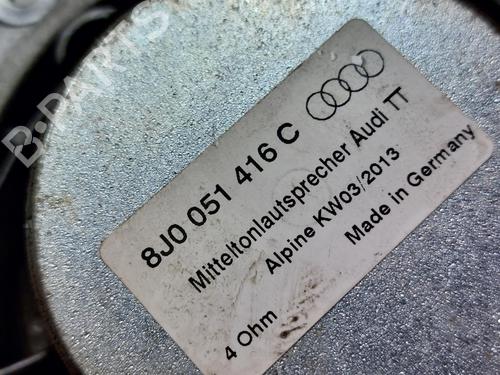 B-PARTS
8J0 051 416 C
Mitteltonlautsprecher Audi TT
Alpine KW03/2013
4 Ohm
Made in Germany